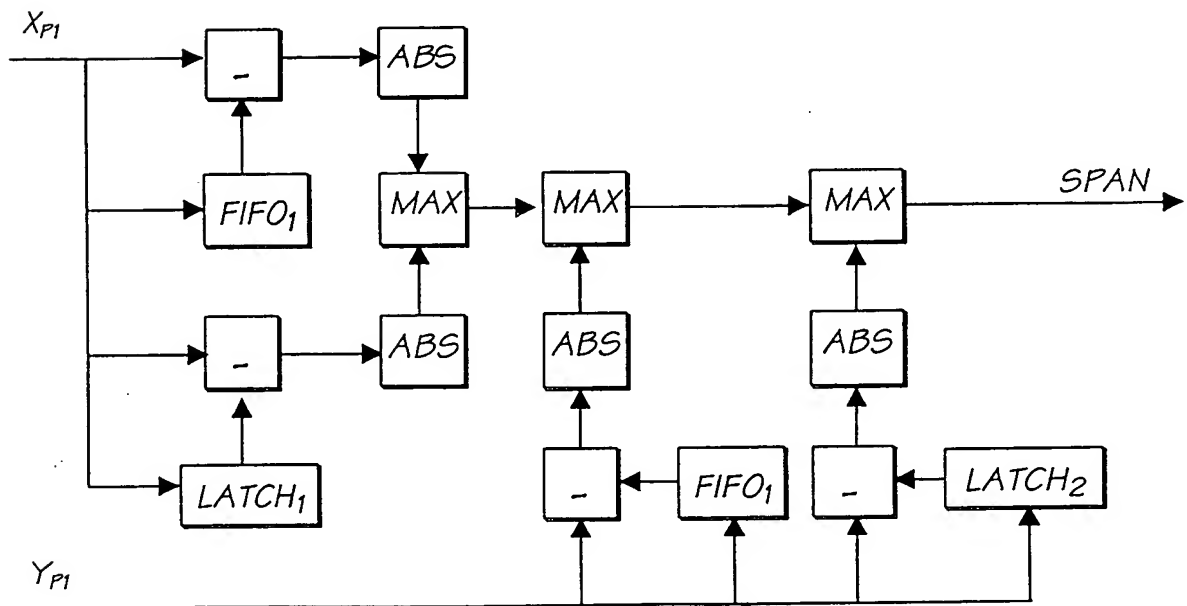 X_P1
-
ABS
FIFO_1
MAX
MAX
MAX
SPAN
-
ABS
ABS
ABS
LATCH_1
-
FIFO_1
-
LATCH_2
Y_P1